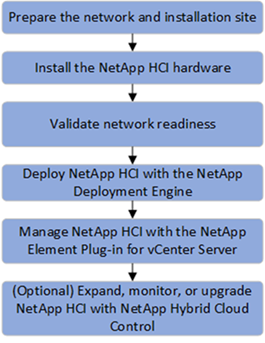 Prepare the network and installation site
Install the NetApp HCI hardware
Validate network readiness
Deploy NetApp HCI with the NetApp
Deployment Engine
Manage NetApp HCI with the NetApp
Element Plug-in for vCenter Server
(Optional) Expand, monitor, or upgrade
NetApp HCI with NetApp Hybrid Cloud
Control